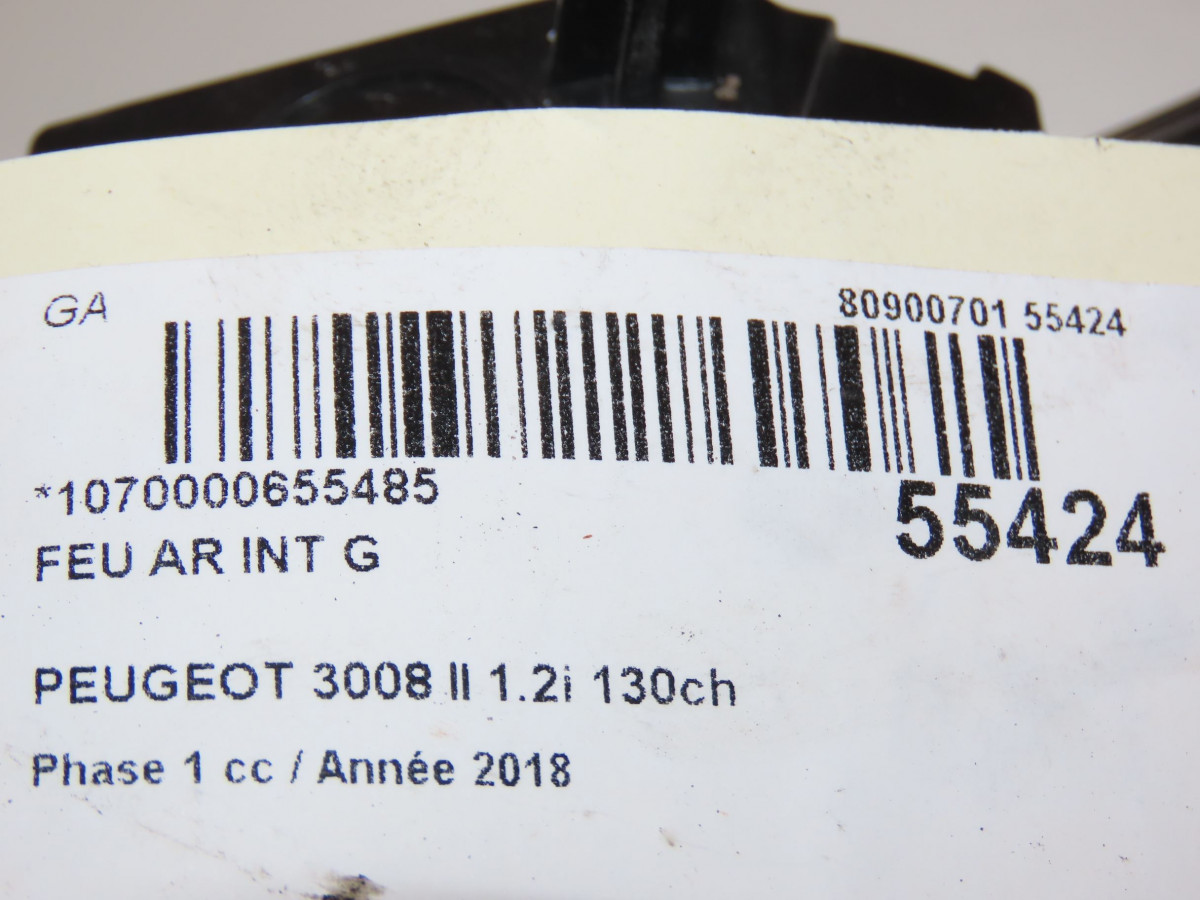 GA
80900701 55424
*1070000655485
55424
FEU AR INT G
PEUGEOT 3008 II 1.2i 130ch
Phase 1 cc / Année 2018